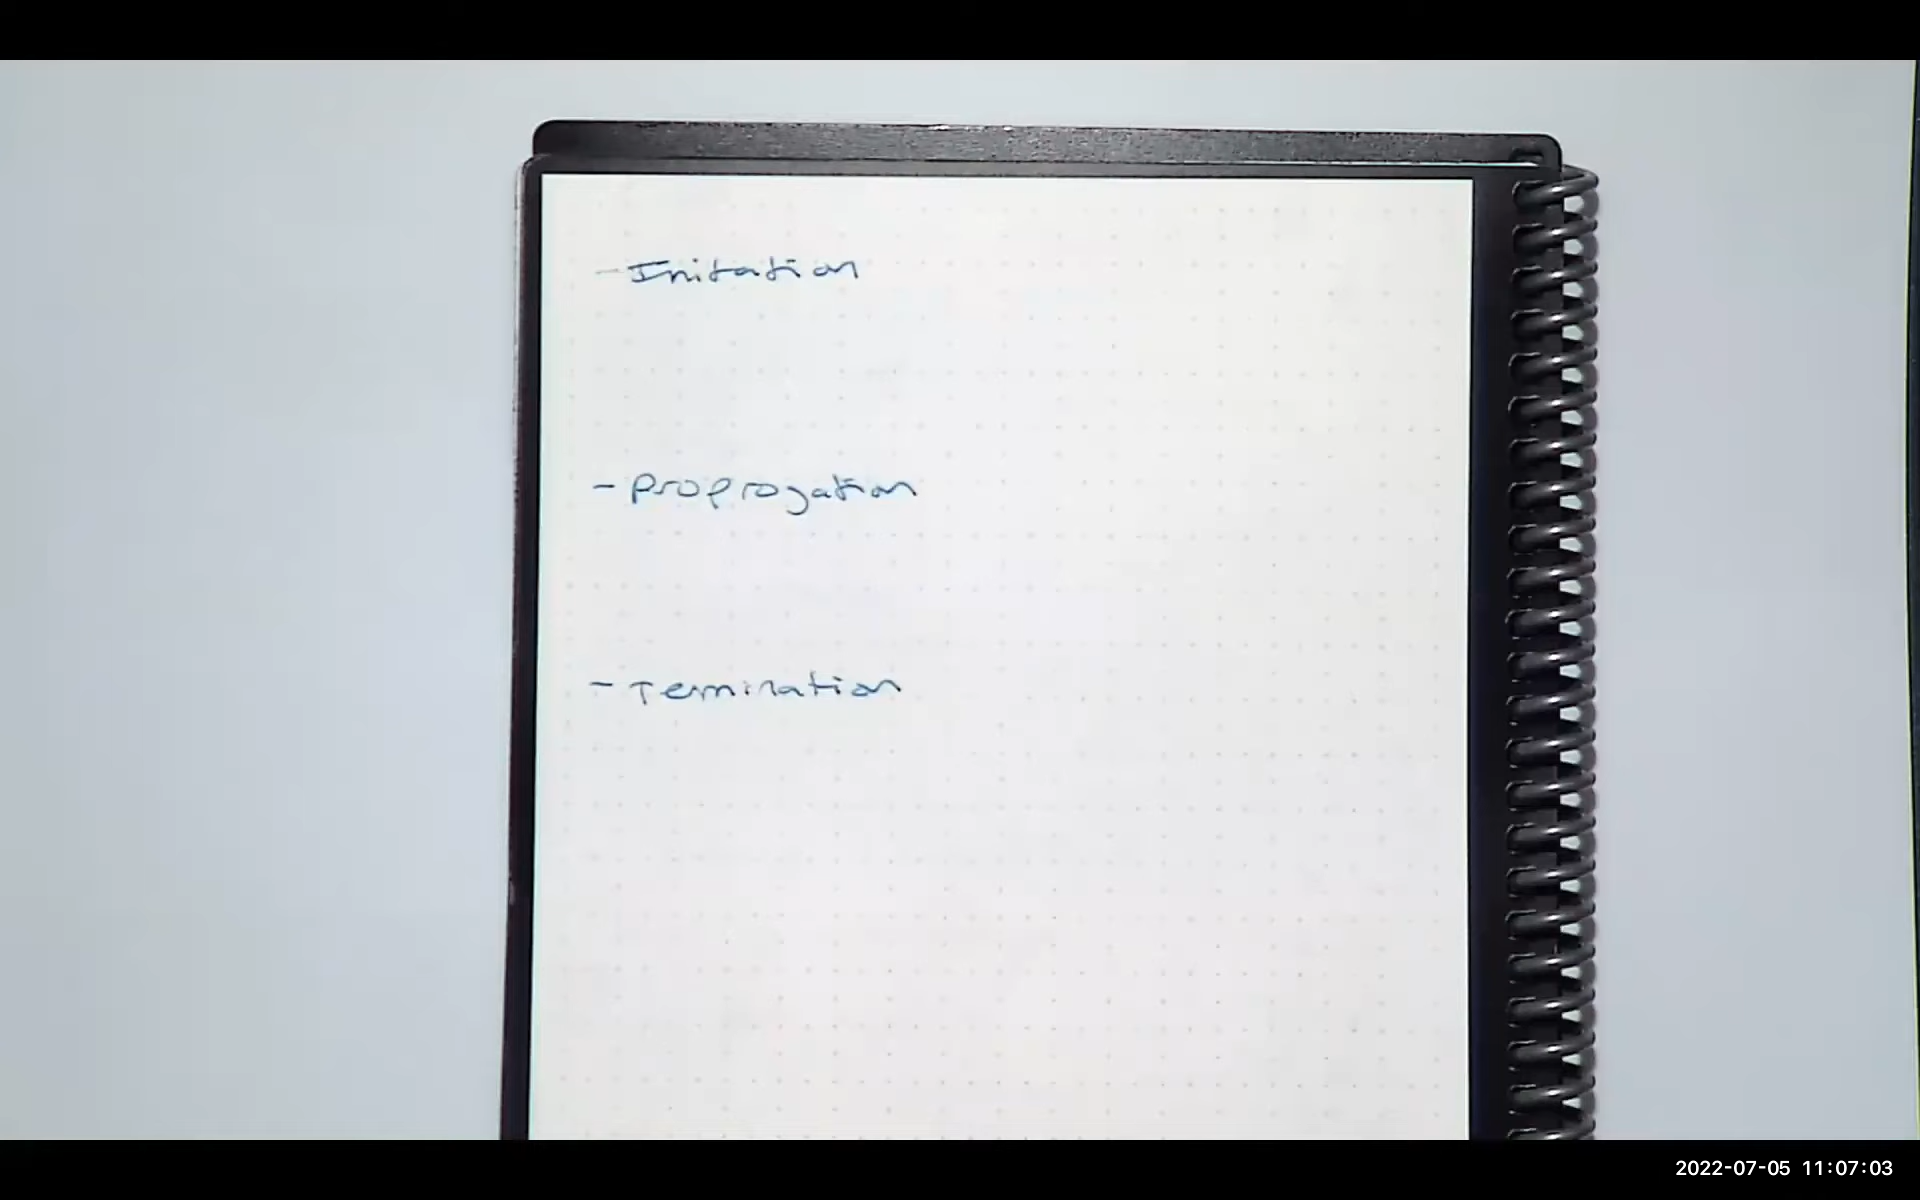 - Initation
- Proprogation
- Termination
2022-07-05 11:07:03